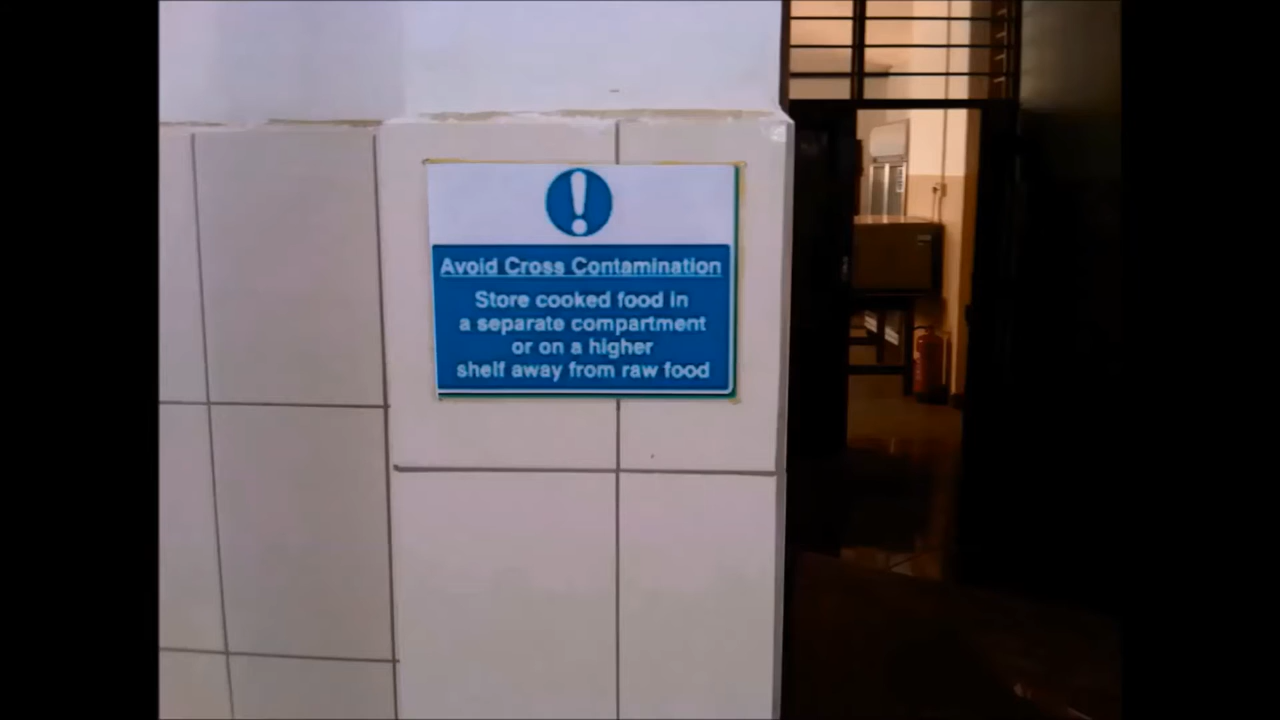 Avoid Cross Contamination
Store cooked food in
a separate compartment
or on a higher
shelf away from raw food